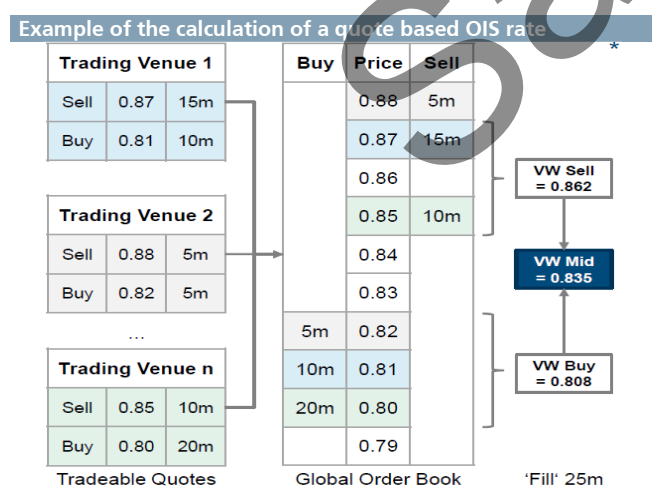 Example of the calculation of a quote based OIS rate
*
Trading Venue 1
Sell 0.87 15m
Buy 0.81 10m
Trading Venue 2
Sell 0.88 5m
Buy 0.82 5m
...
Trading Venue n
Sell 0.85 10m
Buy 0.80 20m
Tradeable Quotes
Buy Price Sell
0.88 5m
0.87 15m
0.86
0.85 10m
0.84
0.83
5m 0.82
10m 0.81
20m 0.80
0.79
Global Order Book
VW Sell
= 0.862
VW Mid
= 0.835
VW Buy
= 0.808
'Fill' 25m